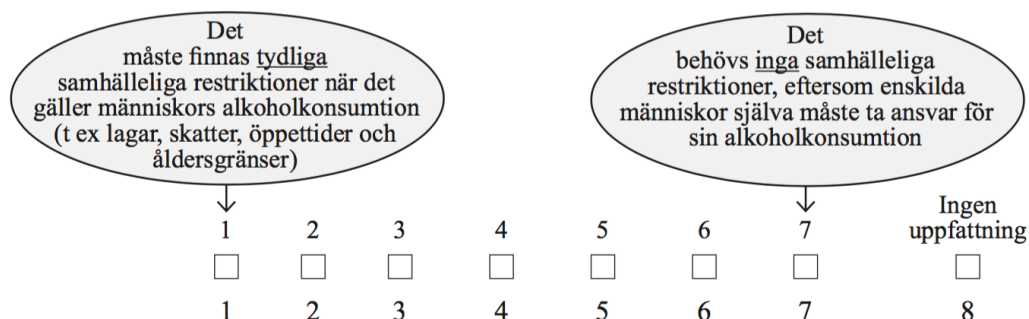 Det
måste finnas tydliga
samhälleliga restriktioner när det
gäller människors alkoholkonsumtion
(t ex lagar, skatter, öppettider och
åldersgränser)
Det
behövs inga samhälleliga
restriktioner, eftersom enskilda
människor själva måste ta ansvar för
sin alkoholkonsumtion
1 2 3 4 5 6 7 Ingen
uppfattning
1 2 3 4 5 6 7 8